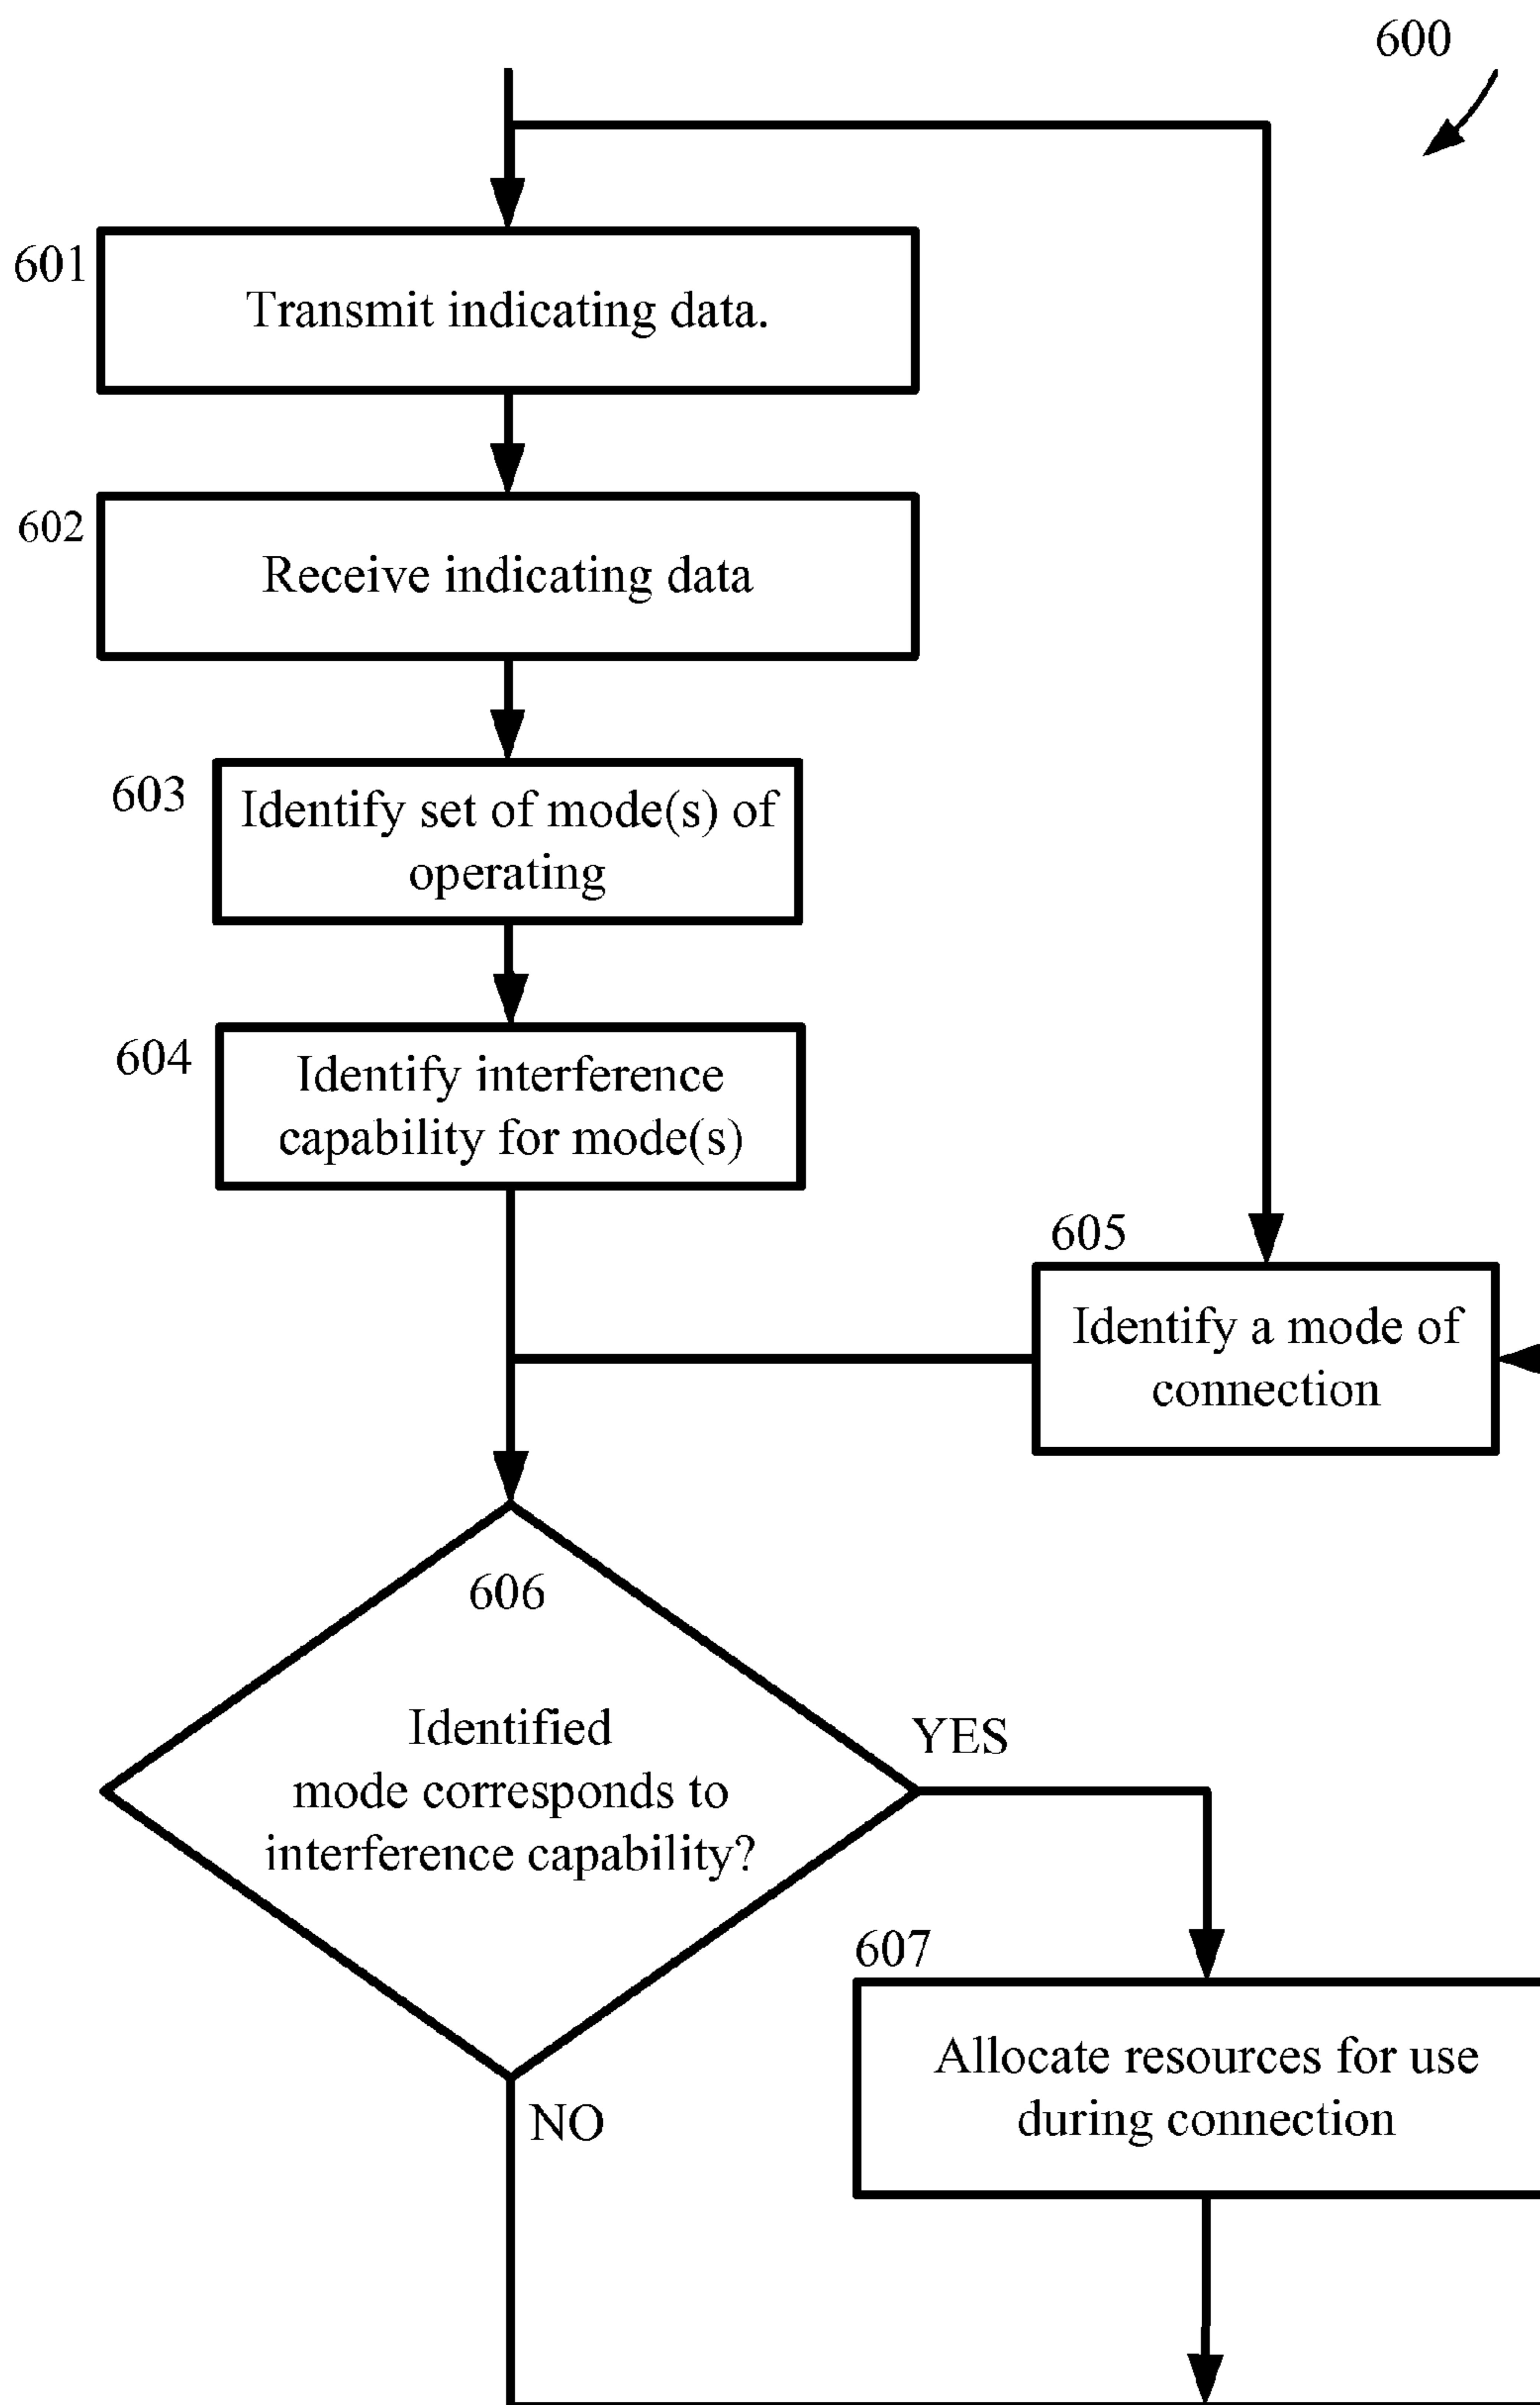 600
601
Transmit indicating data.
602
Receive indicating data
603
Identify set of mode(s) of
operating
604
Identify interference
capability for mode(s)
605
Identify a mode of
connection
606
Identified
mode corresponds to
interference capability?
YES
607
Allocate resources for use
during connection
NO